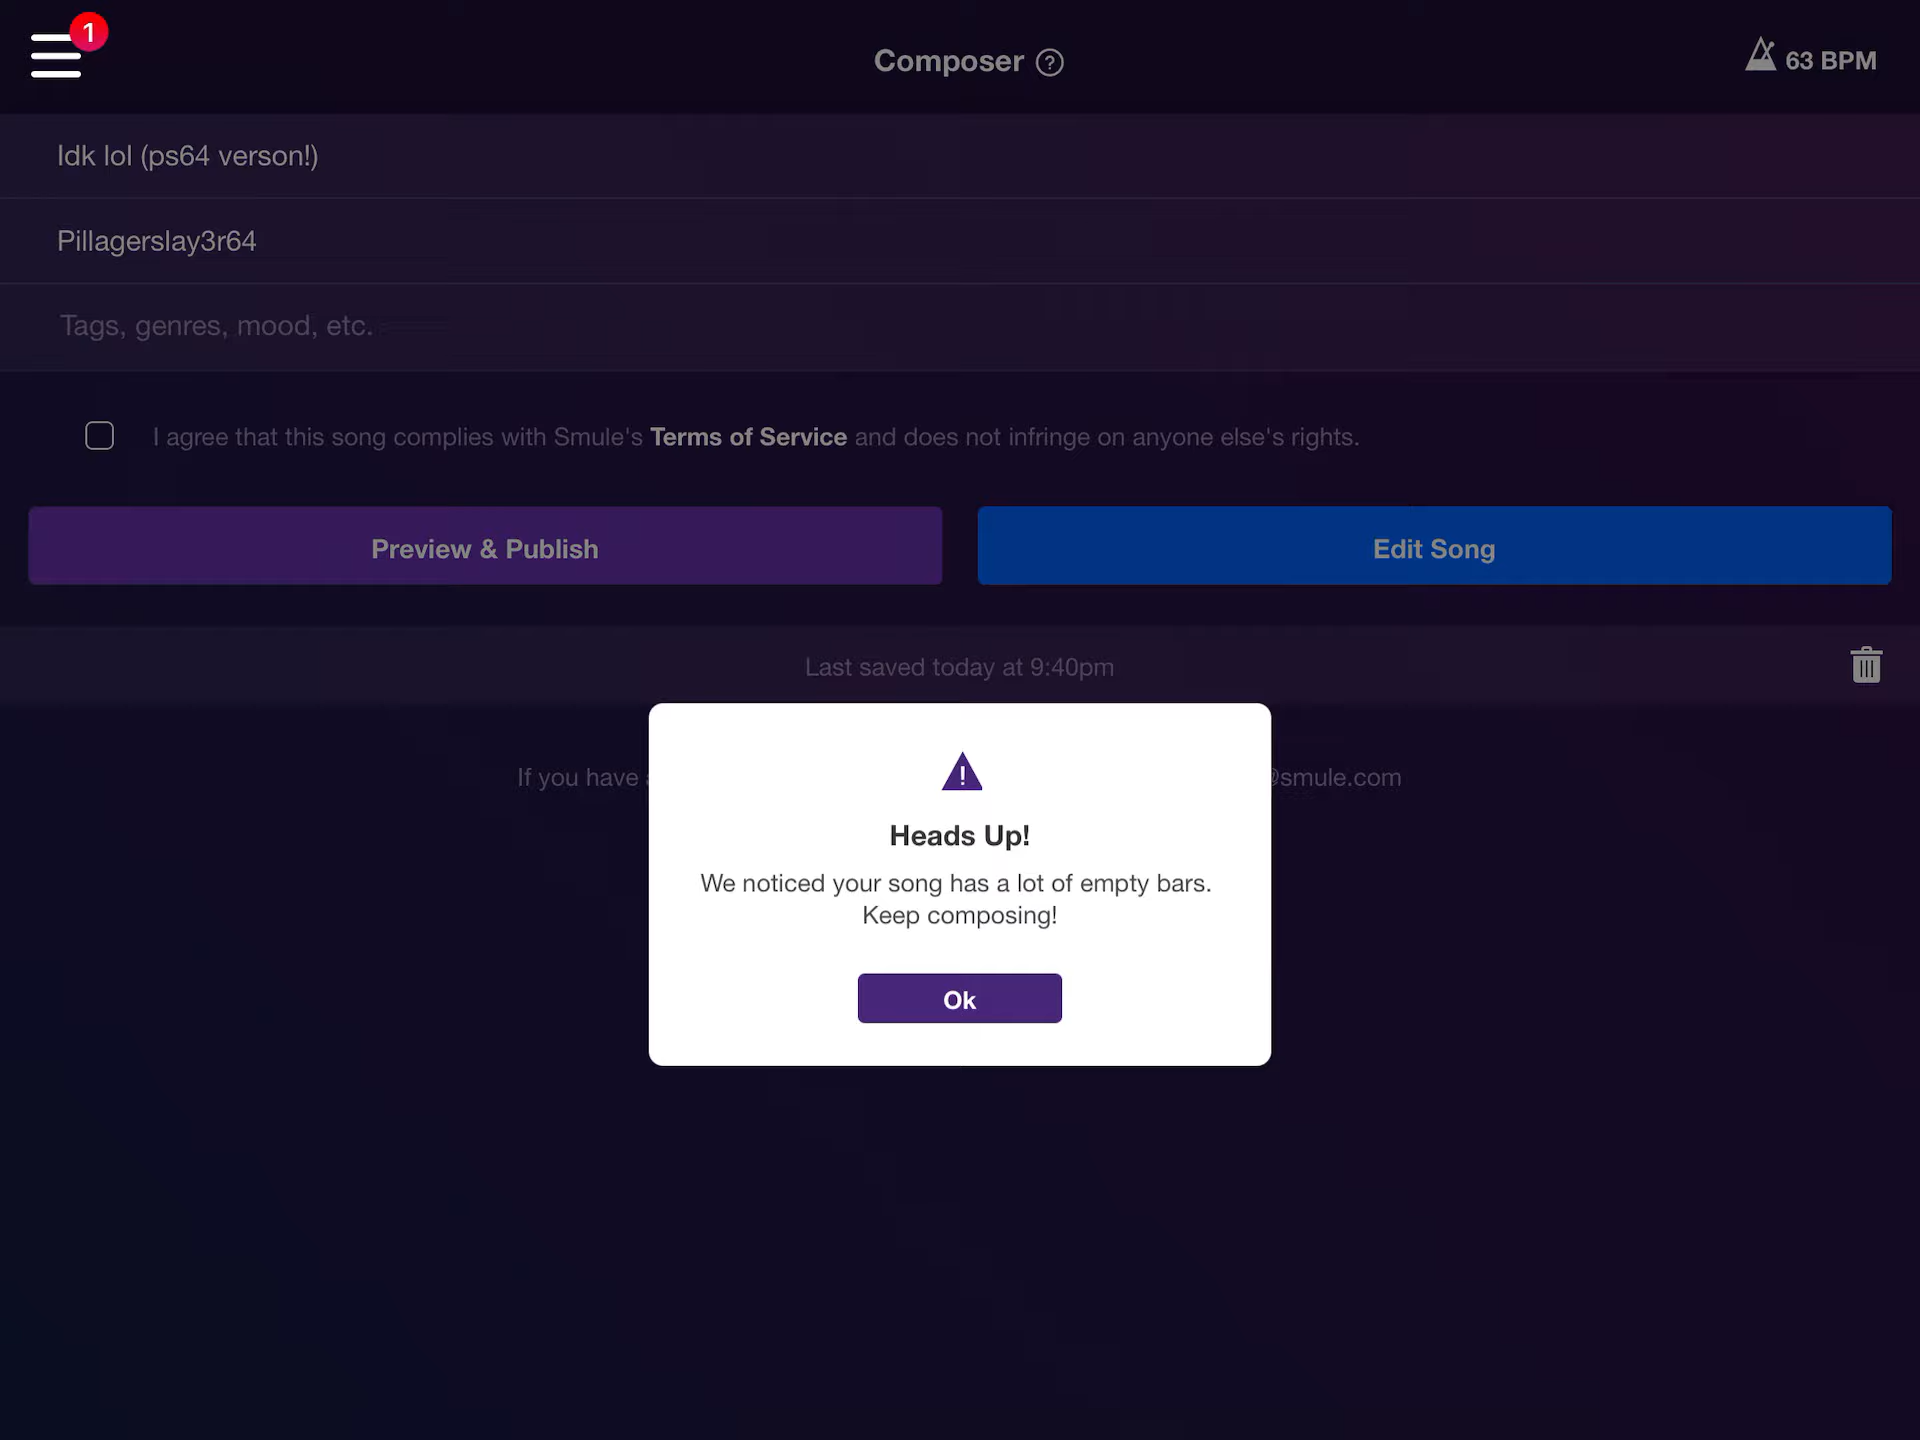 1
Composer ?
63 BPM
Idk lol (ps64 verson!)
Pillagerslay3r64
Tags, genres, mood, etc.
I agree that this song complies with Smule's Terms of Service and does not infringe on anyone else's rights.
Preview & Publish
Edit Song
Last saved today at 9:40pm
If you have
@smule.com
!
Heads Up!
We noticed your song has a lot of empty bars.
Keep composing!
Ok